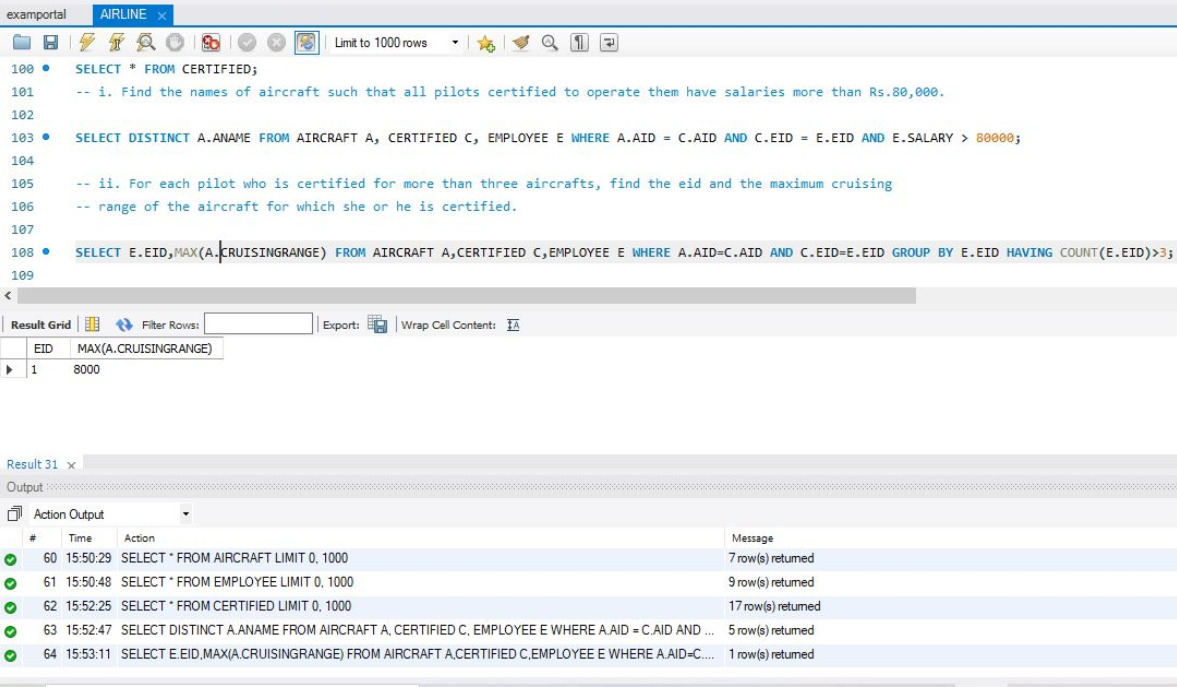 examportal AIRLINE ×
Limit to 1000 rows
100 SELECT * FROM CERTIFIED;
101 -- i. Find the names of aircraft such that all pilots certified to operate them have salaries more than Rs.80,000.
102
103 SELECT DISTINCT A.ANAME FROM AIRCRAFT A, CERTIFIED C, EMPLOYEE E WHERE A.AID = C.AID AND C.EID = E.EID AND E.SALARY > 80000;
104
105 -- ii. For each pilot who is certified for more than three aircrafts, find the eid and the maximum cruising
106 -- range of the aircraft for which she or he is certified.
107
108 SELECT E.EID,MAX(A.CRUISINGRANGE) FROM AIRCRAFT A,CERTIFIED C,EMPLOYEE E WHERE A.AID=C.AID AND C.EID=E.EID GROUP BY E.EID HAVING COUNT(E.EID)>3;
109
Result Grid Filter Rows: Export: Wrap Cell Content: IA
EID MAX(A.CRUISINGRANGE)
1 8000
Result 31 ×
Output
Action Output
# Time Action Message
60 15:50:29 SELECT * FROM AIRCRAFT LIMIT 0, 1000 7 row(s) returned
61 15:50:48 SELECT * FROM EMPLOYEE LIMIT 0, 1000 9 row(s) returned
62 15:52:25 SELECT * FROM CERTIFIED LIMIT 0, 1000 17 row(s) returned
63 15:52:47 SELECT DISTINCT A.ANAME FROM AIRCRAFT A, CERTIFIED C, EMPLOYEE E WHERE A.AID = C.AID AND ... 5 row(s) returned
64 15:53:11 SELECT E.EID,MAX(A.CRUISINGRANGE) FROM AIRCRAFT A,CERTIFIED C,EMPLOYEE E WHERE A.AID=C.... 1 row(s) returned